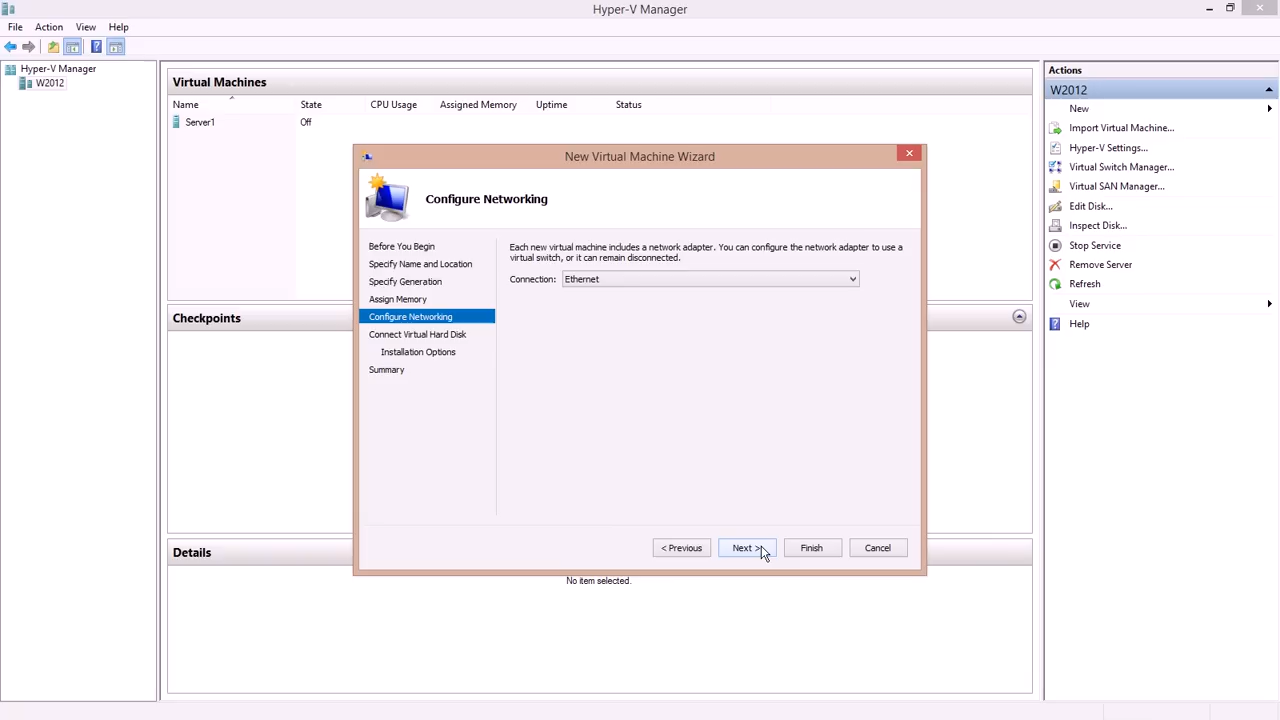 Hyper-V Manager
File Action View Help
Hyper-V Manager
W2012
Virtual Machines
Name State CPU Usage Assigned Memory Uptime Status
Server1 Off
Checkpoints
Details
No item selected.
New Virtual Machine Wizard
Configure Networking
Before You Begin
Specify Name and Location
Specify Generation
Assign Memory
Configure Networking
Connect Virtual Hard Disk
Installation Options
Summary
Each new virtual machine includes a network adapter. You can configure the network adapter to use a
virtual switch, or it can remain disconnected.
Connection: Ethernet
< Previous Next > Finish Cancel
Actions
W2012
New
Import Virtual Machine...
Hyper-V Settings...
Virtual Switch Manager...
Virtual SAN Manager...
Edit Disk...
Inspect Disk...
Stop Service
Remove Server
Refresh
View
Help